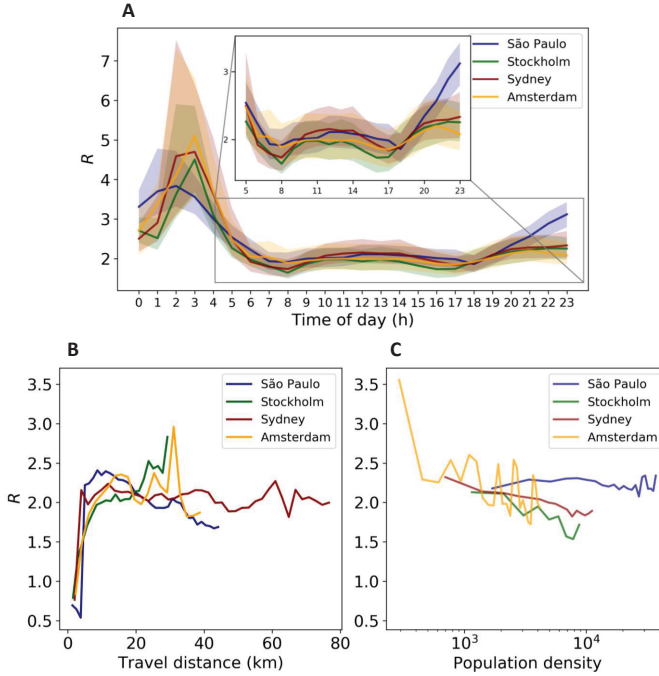 A
São Paulo
Stockholm
Sydney
Amsterdam
7
6
5
4
3
2
R
3
2
5 8 11 14 17 20 23
0 1 2 3 4 5 6 7 8 9 10 11 12 13 14 15 16 17 18 19 20 21 22 23
Time of day (h)
B
São Paulo
Stockholm
Sydney
Amsterdam
3.5
3.0
2.5
2.0
1.5
1.0
0.5
R
0 20 40 60 80
Travel distance (km)
C
São Paulo
Stockholm
Sydney
Amsterdam
3.5
3.0
2.5
2.0
1.5
1.0
0.5
10³ 10⁴
Population density